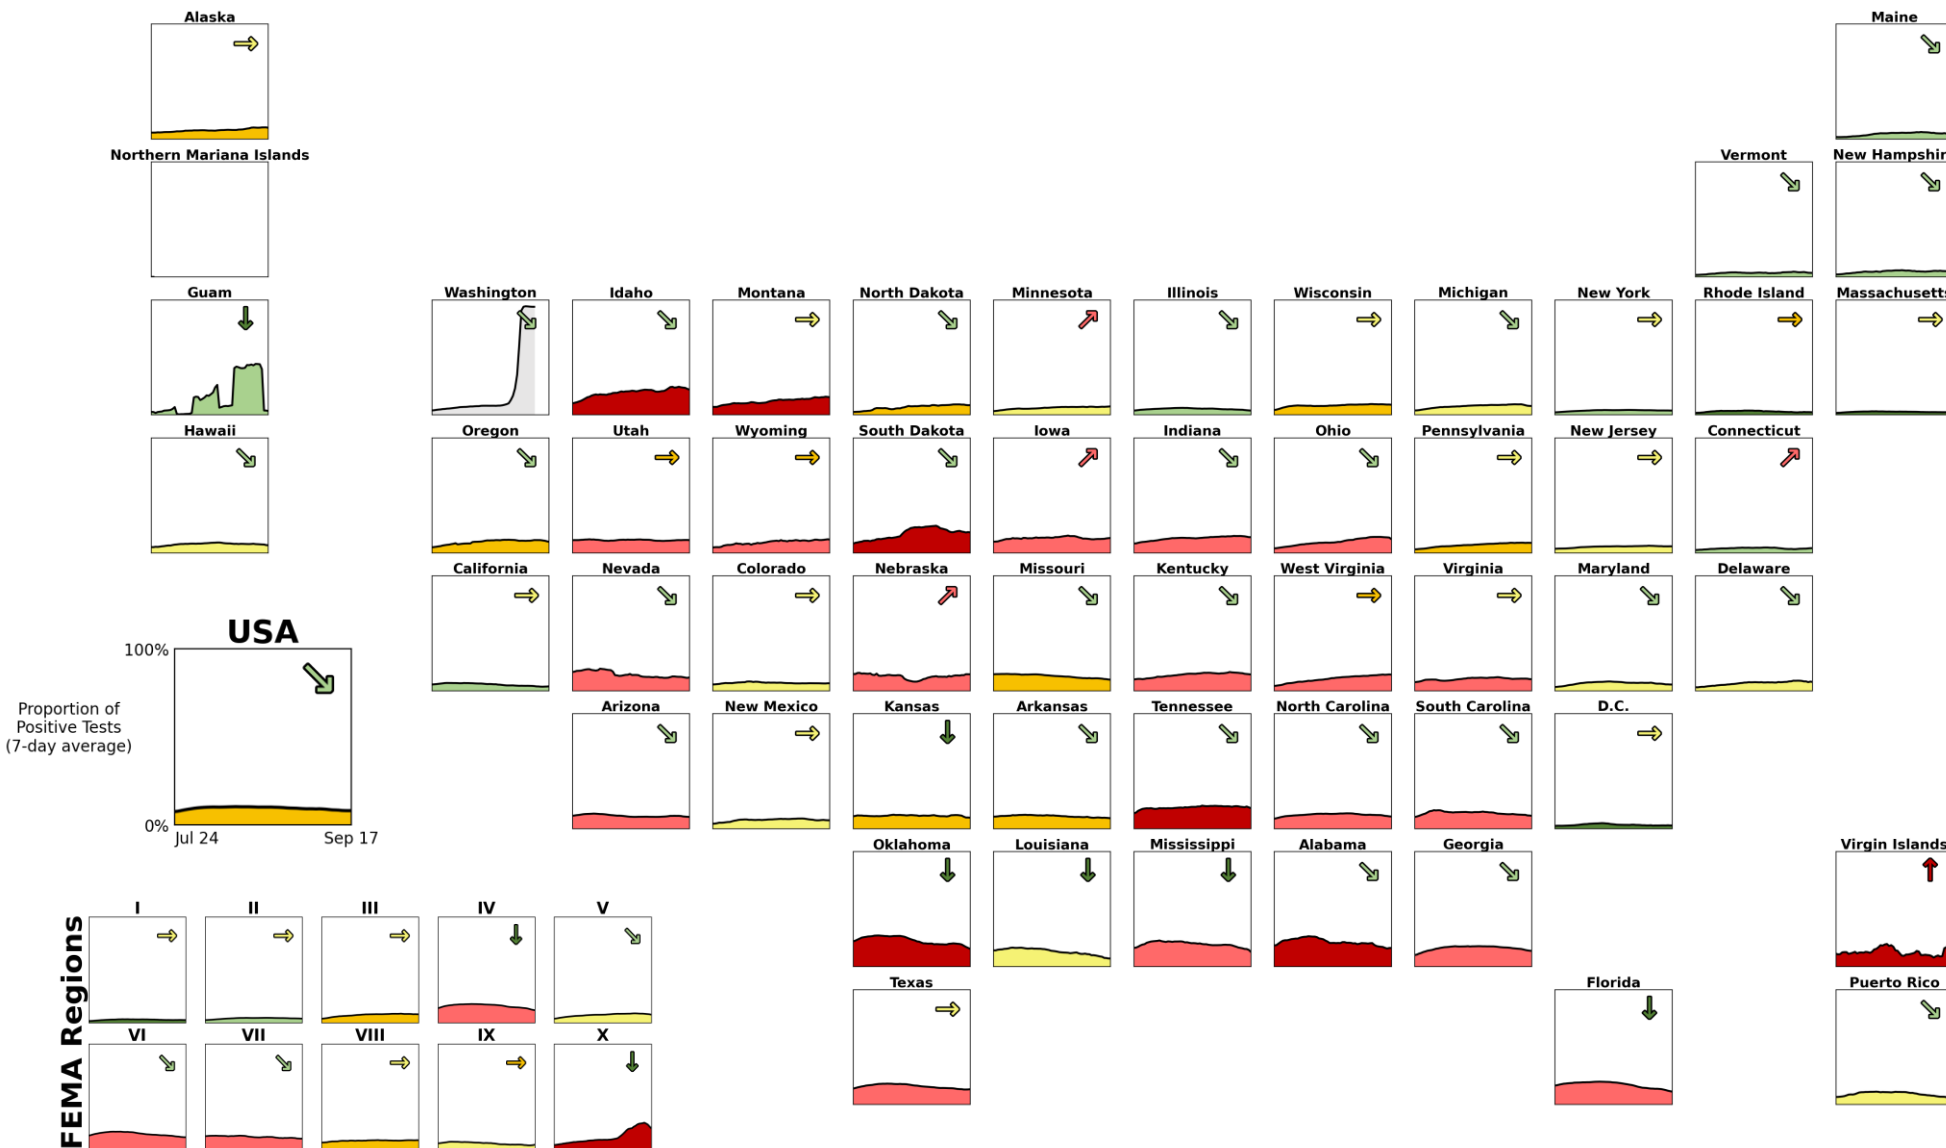 Alaska
Maine
Northern Mariana Islands
Vermont
New Hampshir
Guam
Washington
Idaho
Montana
North Dakota
Minnesota
Illinois
Wisconsin
Michigan
New York
Rhode Island
Massachusetts
Hawaii
Oregon
Utah
Wyoming
South Dakota
Iowa
Indiana
Ohio
Pennsylvania
New Jersey
Connecticut
California
Nevada
Colorado
Nebraska
Missouri
Kentucky
West Virginia
Virginia
Maryland
Delaware
USA
100%
Proportion of
Positive Tests
(7-day average)
0%
Jul 24
Sep 17
Arizona
New Mexico
Kansas
Arkansas
Tennessee
North Carolina
South Carolina
D.C.
Oklahoma
Louisiana
Mississippi
Alabama
Georgia
Virgin Islands
Texas
Florida
Puerto Rico
FEMA Regions
I
II
III
IV
V
VI
VII
VIII
IX
X